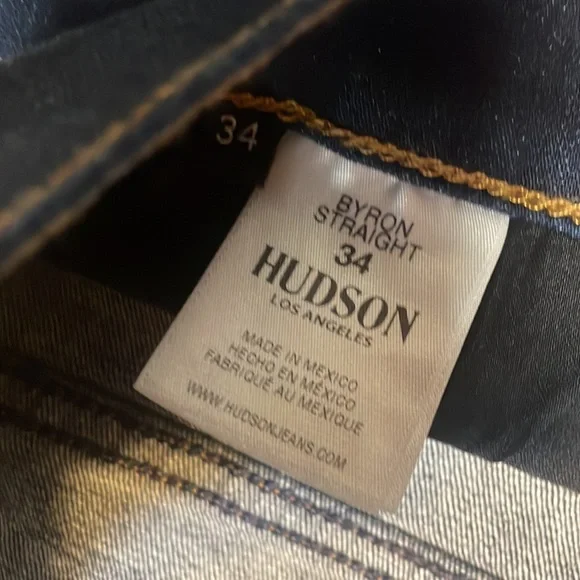 34
BYRON
STRAIGHT
34
HUDSON
LOS ANGELES
MADE IN MEXICO
HECHO EN MÉXICO
FABRIQUÉ AU MEXIQUE
WWW.HUDSONJEANS.COM